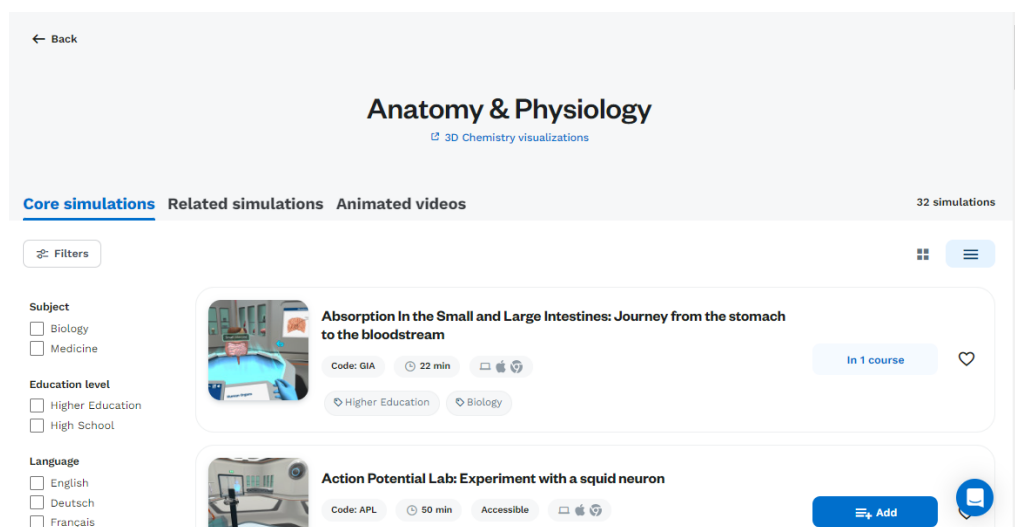 Back
Anatomy & Physiology
3D Chemistry visualizations
Core simulations Related simulations Animated videos
32 simulations
Filters
Subject
Biology
Medicine
Education level
Higher Education
High School
Language
English
Deutsch
Français
Absorption In the Small and Large Intestines: Journey from the stomach
to the bloodstream
Code: GIA 22 min
Higher Education Biology
In 1 course
Action Potential Lab: Experiment with a squid neuron
Code: APL 50 min Accessible
Add